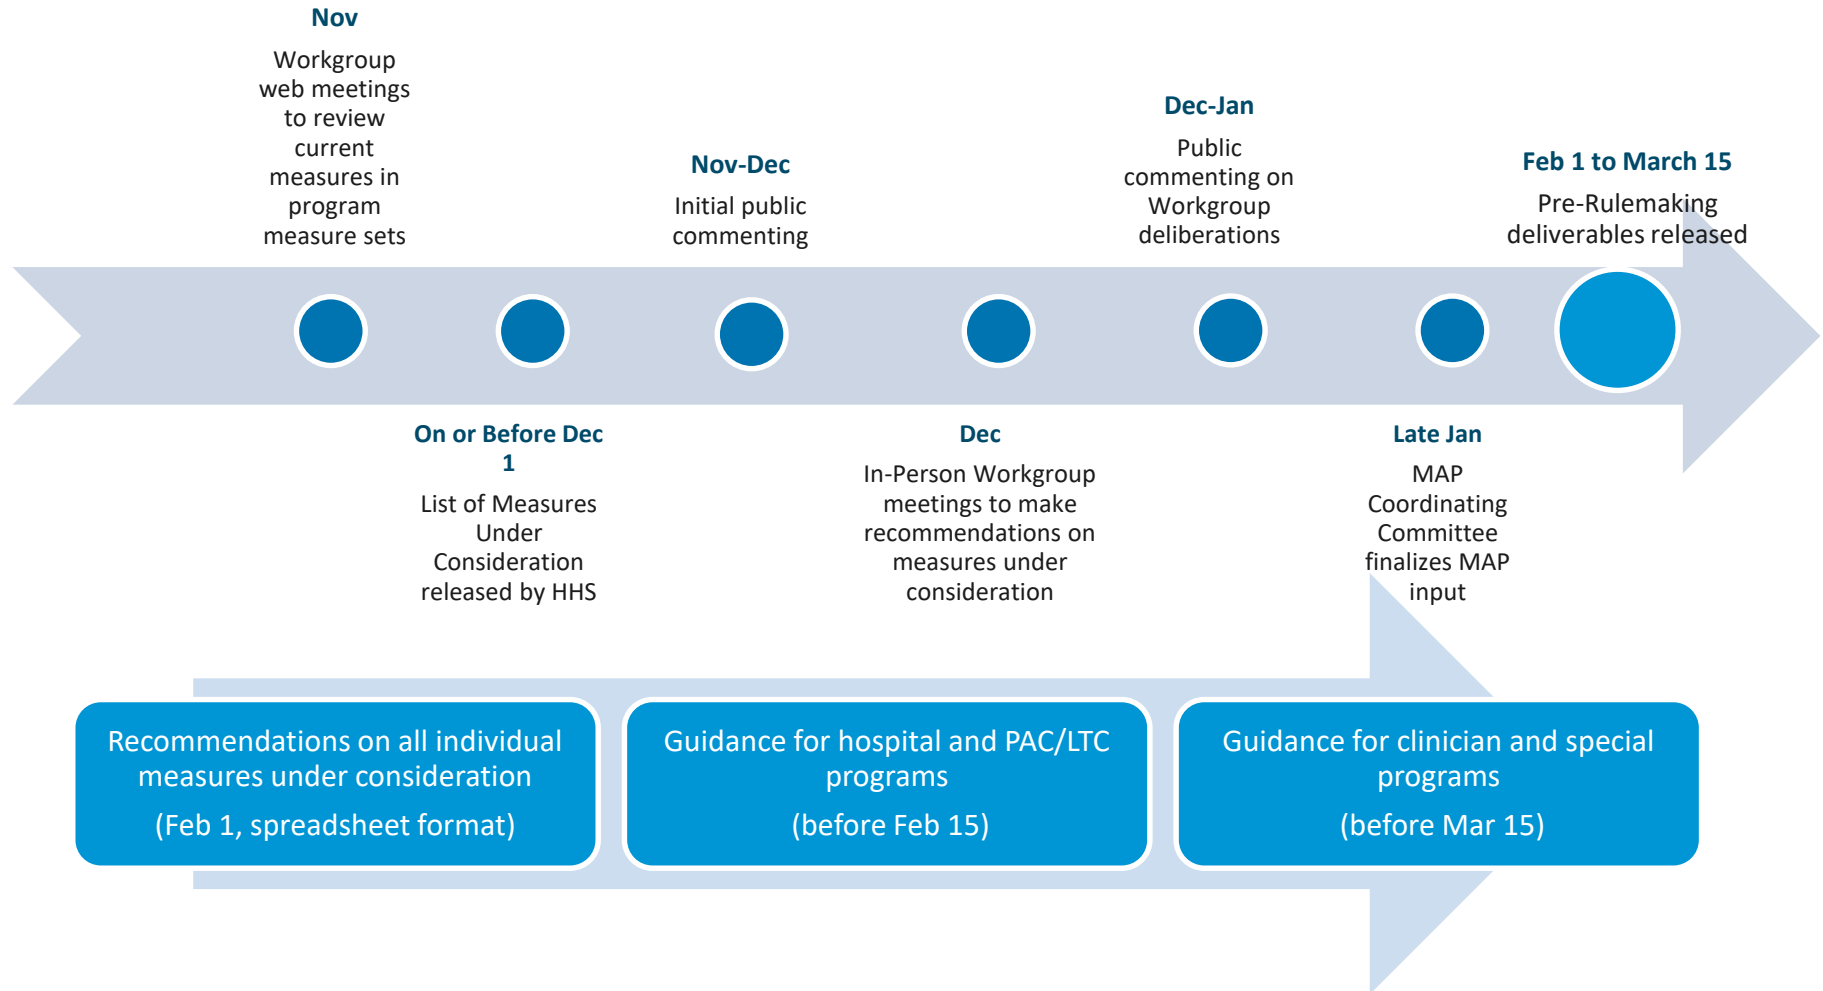 Nov
Workgroup
web meetings
to review
current
measures in
program
measure sets
On or Before Dec
1
List of Measures
Under
Consideration
released by HHS
Nov-Dec
Initial public
commenting
Dec
In-Person Workgroup
meetings to make
recommendations on
measures under
consideration
Dec-Jan
Public
commenting on
Workgroup
deliberations
Late Jan
MAP
Coordinating
Committee
finalizes MAP
input
Feb 1 to March 15
Pre-Rulemaking
deliverables released
Recommendations on all individual
measures under consideration
(Feb 1, spreadsheet format)
Guidance for hospital and PAC/LTC
programs
(before Feb 15)
Guidance for clinician and special
programs
(before Mar 15)